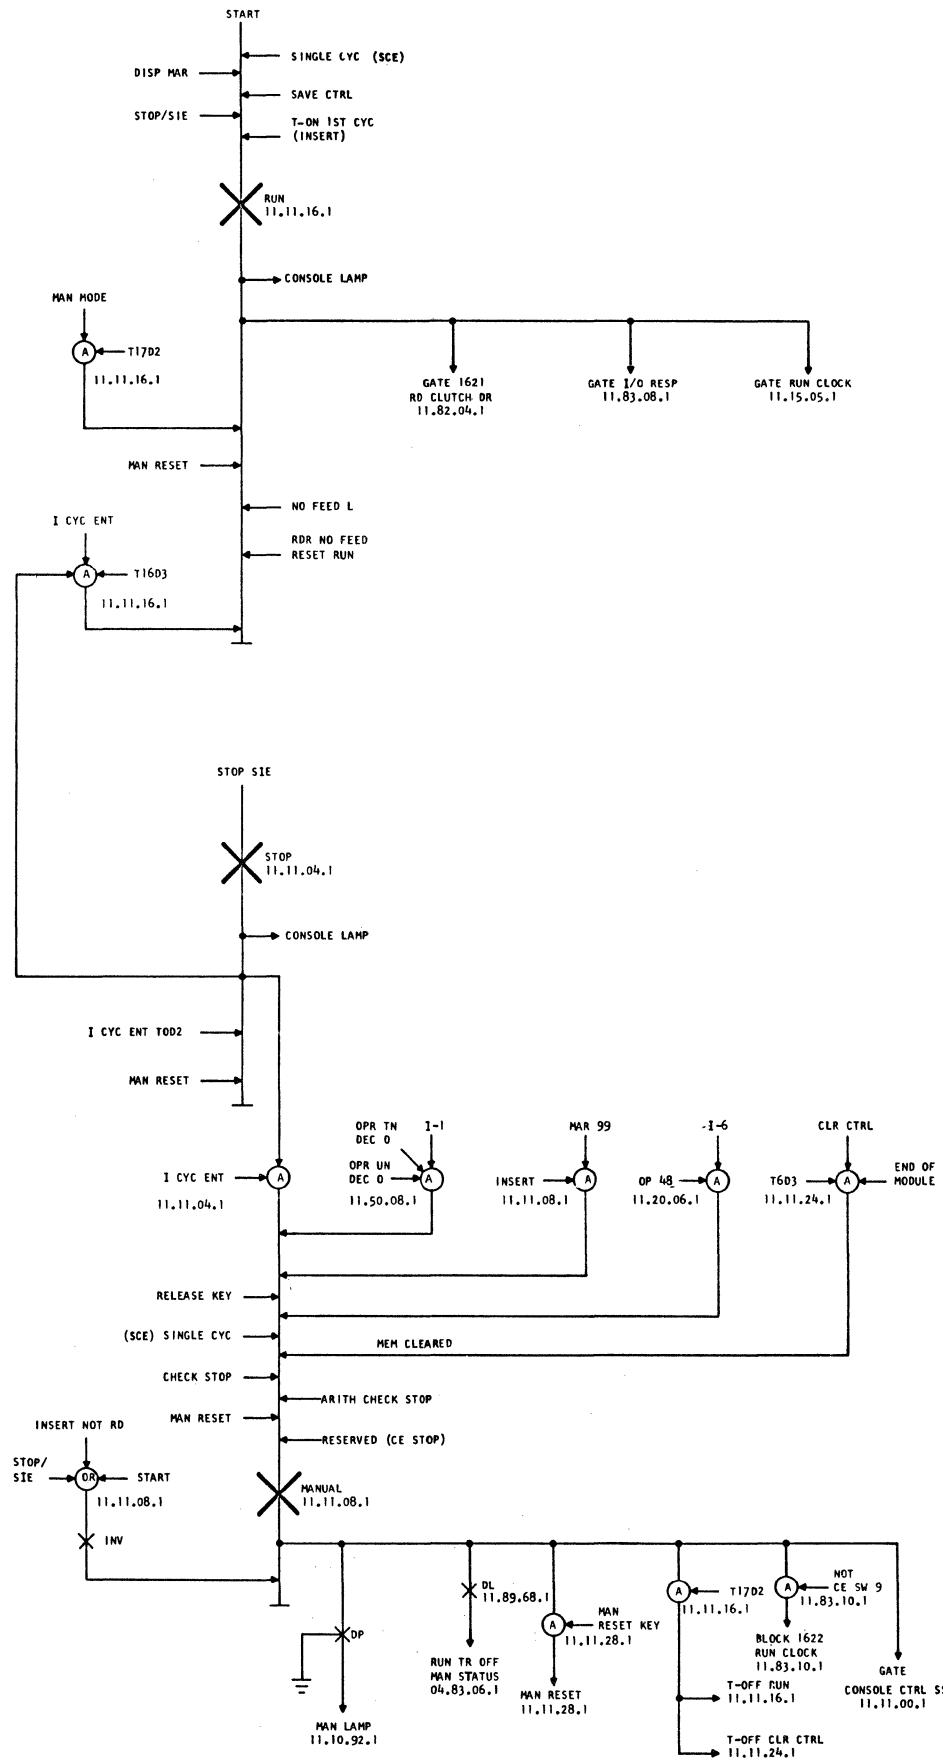 START
SINGLE CYC (SCE)
DISP MAR
SAVE CTRL
STOP/SIE
T-ON 1ST CYC
(INSERT)
RUN
11.11.16.1
CONSOLE LAMP
MAN MODE
A
T17D2
11.11.16.1
GATE 1621
RD CLUTCH DR
11.82.04.1
GATE I/O RESP
11.83.08.1
GATE RUN CLOCK
11.15.05.1
MAN RESET
NO FEED L
I CYC ENT
RDR NO FEED
RESET RUN
A
T16D3
11.11.16.1
STOP SIE
STOP
11.11.04.1
CONSOLE LAMP
I CYC ENT TOD2
MAN RESET
I CYC ENT
A
11.11.04.1
OPR TN
DEC 0
I-1
OPR UN
DEC 0
A
11.50.08.1
MAR 99
INSERT
A
11.11.08.1
-I-6
OP 48
A
11.20.06.1
CLR CTRL
T6D3
A
END OF
MODULE
11.11.24.1
RELEASE KEY
(SCE) SINGLE CYC
MEM CLEARED
CHECK STOP
ARITH CHECK STOP
MAN RESET
RESERVED (CE STOP)
INSERT NOT RD
STOP/
SIE
OR
START
11.11.08.1
MANUAL
11.11.08.1
INV
DL
11.89.68.1
DP
MAN
RESET KEY
A
11.11.28.1
A
T17D2
11.11.16.1
A
NOT
CE SW 9
11.83.10.1
RUN TR OFF
MAN STATUS
04.83.06.1
MAN RESET
11.11.28.1
MAN LAMP
11.10.92.1
BLOCK 1622
RUN CLOCK
11.83.10.1
T-OFF RUN
11.11.16.1
T-OFF CLR CTRL
11.11.24.1
GATE
CONSOLE CTRL SS
11.11.00.1